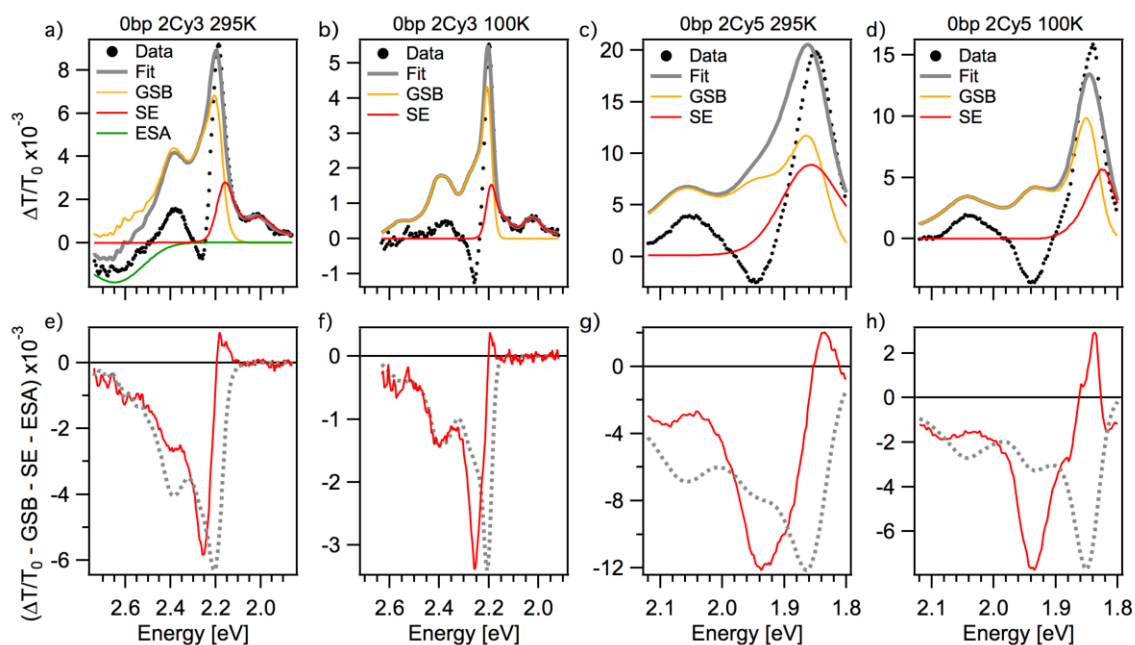 0bp 2Cy3 295K
0bp 2Cy3 100K
0bp 2Cy5 295K
0bp 2Cy5 100K
a)
b)
c)
d)
ΔT/T₀ x10⁻³
8
6
4
2
0
Data
Fit
GSB
SE
ESA
5
4
3
2
1
0
-1
Data
Fit
GSB
SE
20
15
10
5
0
Data
Fit
GSB
SE
15
10
5
0
Data
Fit
GSB
SE
e)
f)
g)
h)
(ΔT/T₀ - GSB - SE - ESA) x10⁻³
0
-2
-4
-6
2.6 2.4 2.2 2.0
Energy [eV]
0
-1
-2
-3
2.6 2.4 2.2 2.0
Energy [eV]
0
-3
-6
-9
-12
2.1 2.0 1.9 1.8
Energy [eV]
2
0
-2
-4
-6
2.1 2.0 1.9 1.8
Energy [eV]